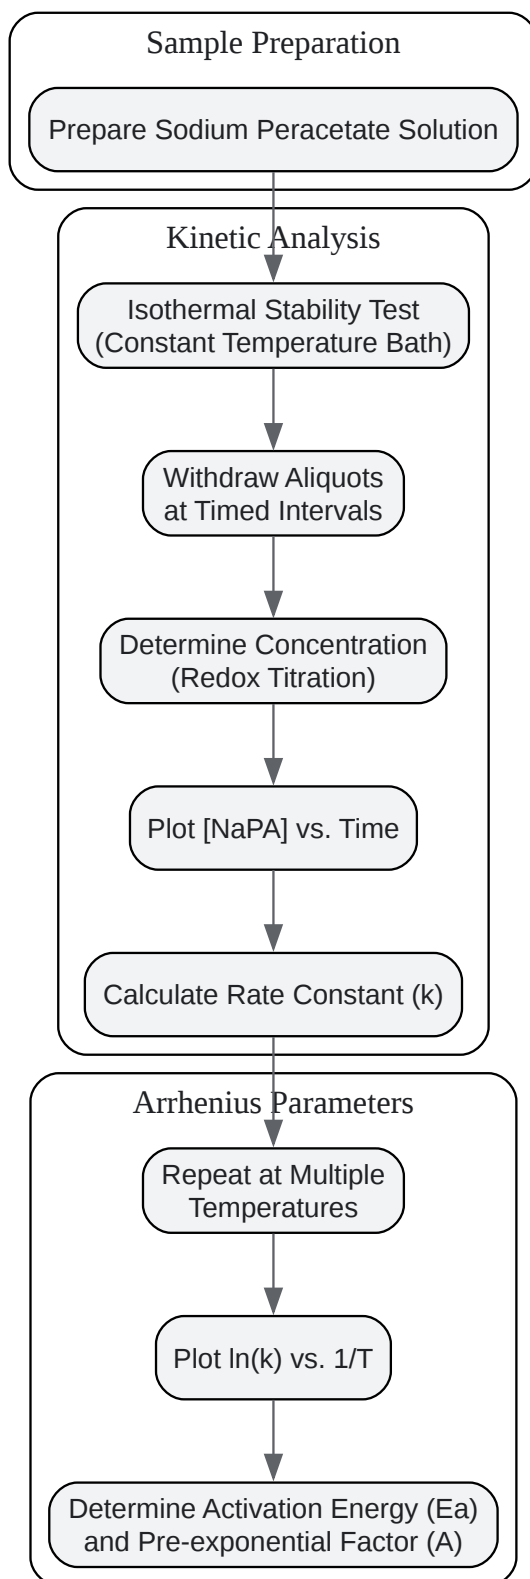 Sample Preparation
Prepare Sodium Peracetate Solution
Kinetic Analysis
Isothermal Stability Test
(Constant Temperature Bath)
Withdraw Aliquots
at Timed Intervals
Determine Concentration
(Redox Titration)
Plot [NaPA] vs. Time
Calculate Rate Constant (k)
Arrhenius Parameters
Repeat at Multiple
Temperatures
Plot ln(k) vs. 1/T
Determine Activation Energy (Ea)
and Pre-exponential Factor (A)